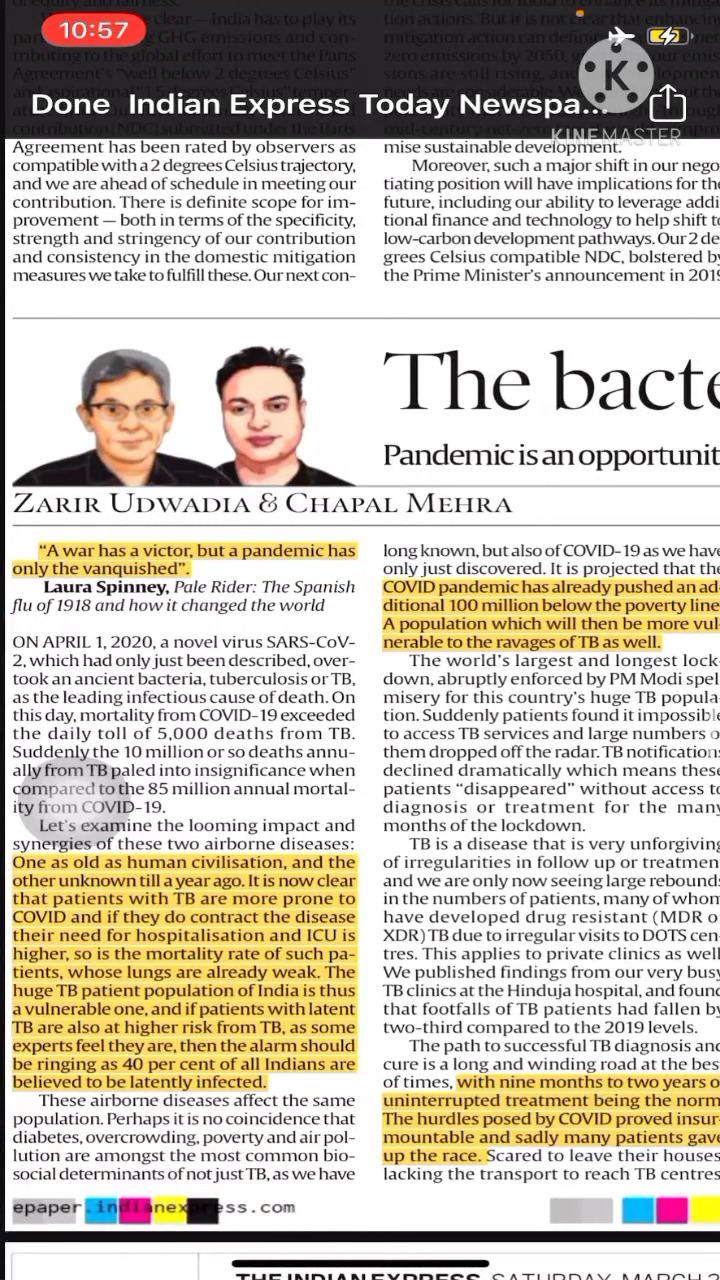 10:57
Done Indian Express Today Newspa...
K
KINEMASTER
Agreement has been rated by observers as
compatible with a 2 degrees Celsius trajectory,
and we are ahead of schedule in meeting our
contribution. There is definite scope for im-
provement — both in terms of the specificity,
strength and stringency of our contribution
and consistency in the domestic mitigation
measures we take to fulfill these. Our next con-
mise sustainable development.
Moreover, such a major shift in our nego
tiating position will have implications for the
future, including our ability to leverage addi
tional finance and technology to help shift to
low-carbon development pathways. Our 2 de
grees Celsius compatible NDC, bolstered by
the Prime Minister's announcement in 2019
The bacte
Pandemic is an opportunit
ZARIR UDWADIA & CHAPAL MEHRA
"A war has a victor, but a pandemic has
only the vanquished".
Laura Spinney, Pale Rider: The Spanish
flu of 1918 and how it changed the world
ON APRIL 1, 2020, a novel virus SARS-CoV-
2, which had only just been described, over-
took an ancient bacteria, tuberculosis or TB,
as the leading infectious cause of death. On
this day, mortality from COVID-19 exceeded
the daily toll of 5,000 deaths from TB.
Suddenly the 10 million or so deaths annu-
ally from TB paled into insignificance when
compared to the 85 million annual mortal-
ity from COVID-19.
Let's examine the looming impact and
synergies of these two airborne diseases:
One as old as human civilisation, and the
other unknown till a year ago. It is now clear
that patients with TB are more prone to
COVID and if they do contract the disease
their need for hospitalisation and ICU is
higher, so is the mortality rate of such pa-
tients, whose lungs are already weak. The
huge TB patient population of India is thus
a vulnerable one, and if patients with latent
TB are also at higher risk from TB, as some
experts feel they are, then the alarm should
be ringing as 40 per cent of all Indians are
believed to be latently infected.
These airborne diseases affect the same
population. Perhaps it is no coincidence that
diabetes, overcrowding, poverty and air pol-
lution are amongst the most common bio-
social determinants of not just TB, as we have
long known, but also of COVID-19 as we have
only just discovered. It is projected that the
COVID pandemic has already pushed an ad-
ditional 100 million below the poverty line
A population which will then be more vul-
nerable to the ravages of TB as well.
The world's largest and longest lock-
down, abruptly enforced by PM Modi spel
misery for this country's huge TB popula-
tion. Suddenly patients found it impossible
to access TB services and large numbers o
them dropped off the radar. TB notifications
declined dramatically which means these
patients "disappeared" without access to
diagnosis or treatment for the many
months of the lockdown.
TB is a disease that is very unforgiving
of irregularities in follow up or treatmen
and we are only now seeing large rebounds
in the numbers of patients, many of whom
have developed drug resistant (MDR o
XDR) TB due to irregular visits to DOTS cen-
tres. This applies to private clinics as well
We published findings from our very busy
TB clinics at the Hinduja hospital, and found
that footfalls of TB patients had fallen by
two-third compared to the 2019 levels.
The path to successful TB diagnosis and
cure is a long and winding road at the best
of times, with nine months to two years o
uninterrupted treatment being the norm
The hurdles posed by COVID proved insur-
mountable and sadly many patients gave
up the race. Scared to leave their houses
lacking the transport to reach TB centres
epaper.indianexpress.com
THE INDIAN EXPRESS, SATURDAY, MARCH 2